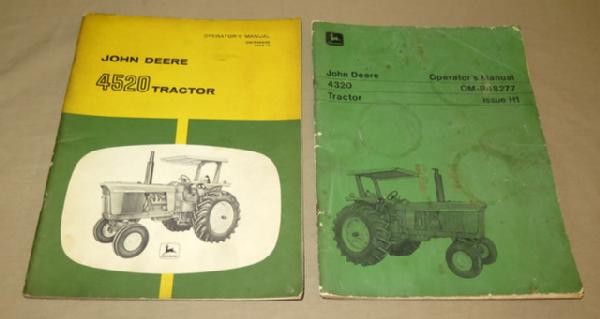 OPERATOR'S MANUAL
JOHN DEERE
4520 TRACTOR
John Deere
4320
Tractor
Operator's Manual
Issue H1